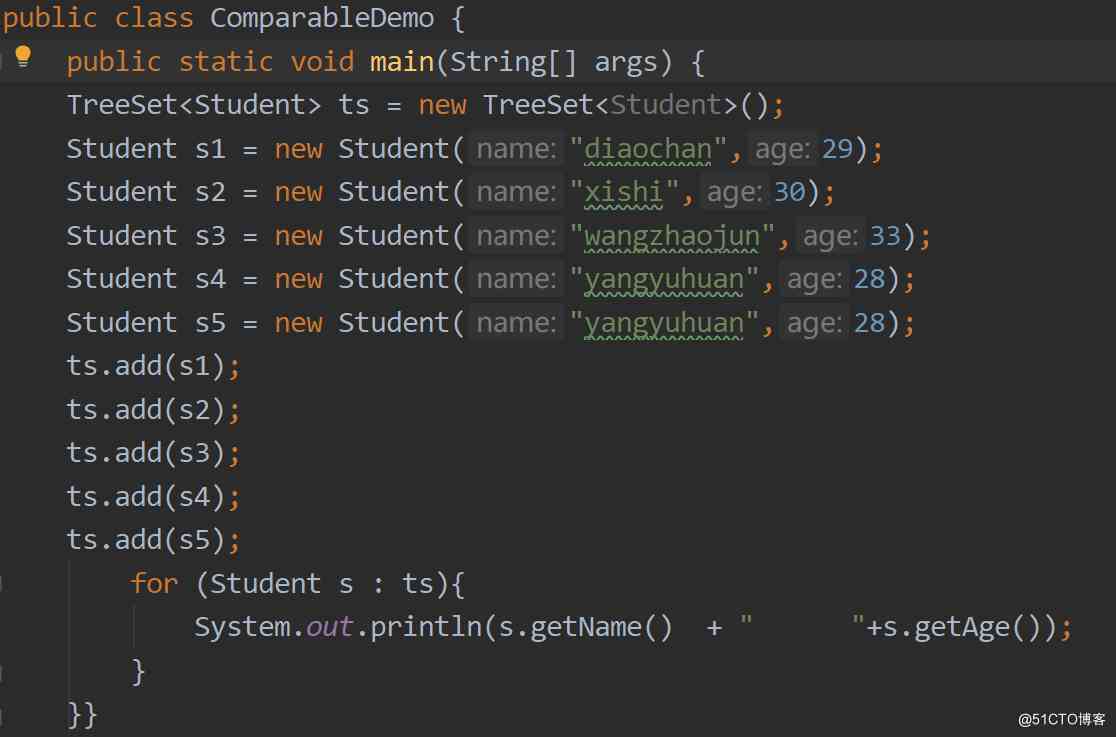 public class ComparableDemo {
public static void main(String[] args) {
TreeSet<Student> ts = new TreeSet<Student>();
Student s1 = new Student( name: "diaochan", age: 29);
Student s2 = new Student( name: "xishi", age: 30);
Student s3 = new Student( name: "wangzhaojun", age: 33);
Student s4 = new Student( name: "yangyuhuan", age: 28);
Student s5 = new Student( name: "yangyuhuan", age: 28);
ts.add(s1);
ts.add(s2);
ts.add(s3);
ts.add(s4);
ts.add(s5);
for (Student s : ts){
System.out.println(s.getName()  + "      "+s.getAge());
}
}}
@51CTO博客